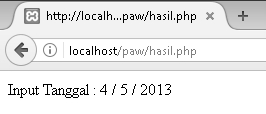 http://localh...paw/hasil.php
localhost/paw/hasil.php
Input Tanggal : 4 / 5 / 2013